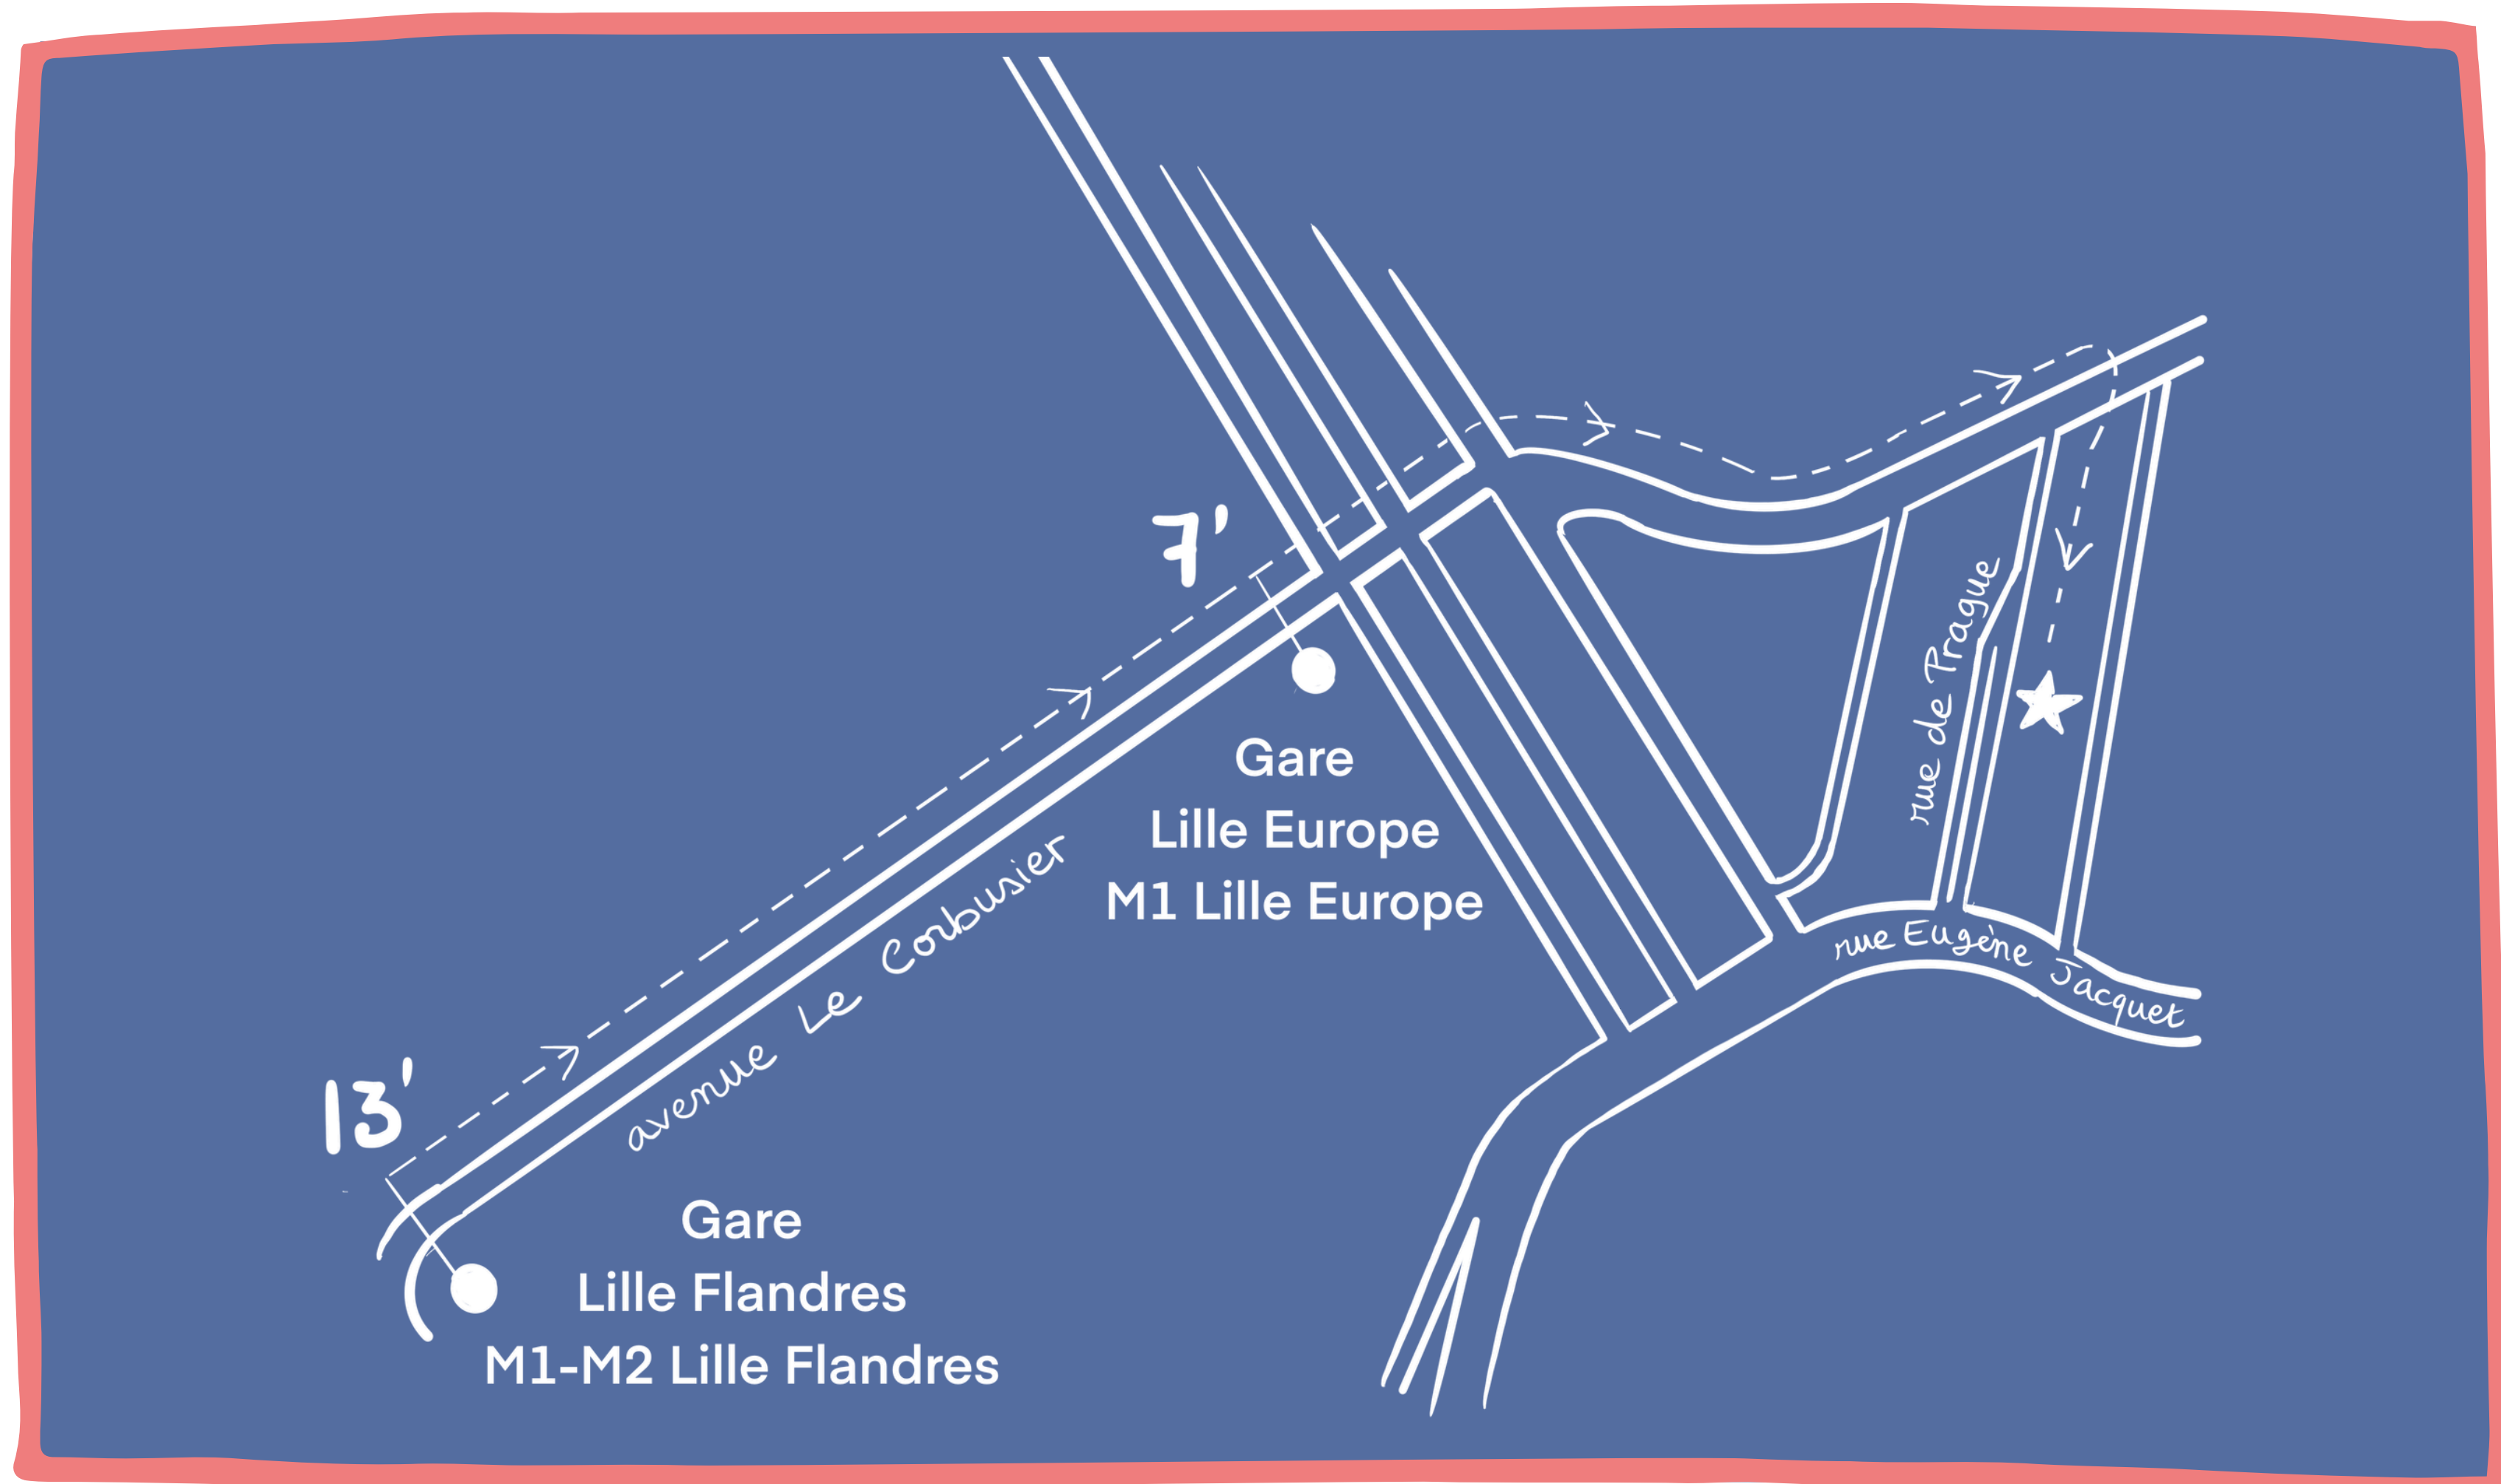 7'
rue de Prague
Gare
Lille Europe
M1 Lille Europe
avenue Le Corbusier
rue Eugène Jacquet
13'
Gare
Lille Flandres
M1-M2 Lille Flandres